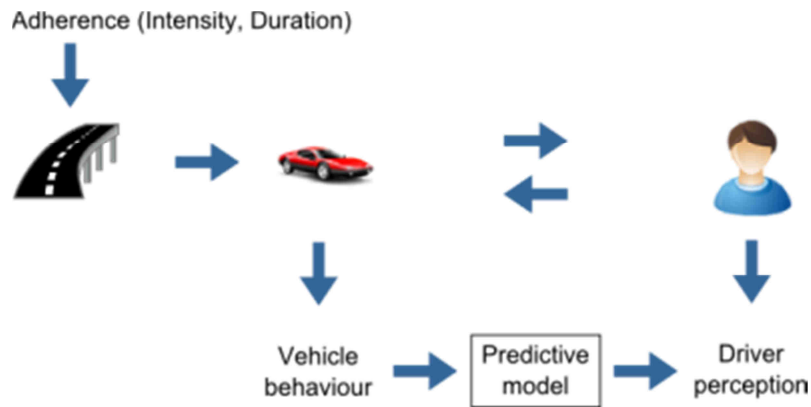 Adherence (Intensity, Duration)
Vehicle
behaviour
Predictive
model
Driver
perception